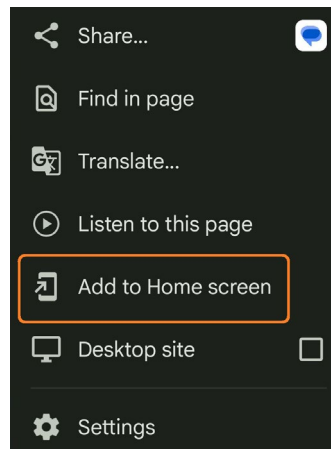 Share...
Find in page
Translate...
Listen to this page
Add to Home screen
Desktop site
Settings